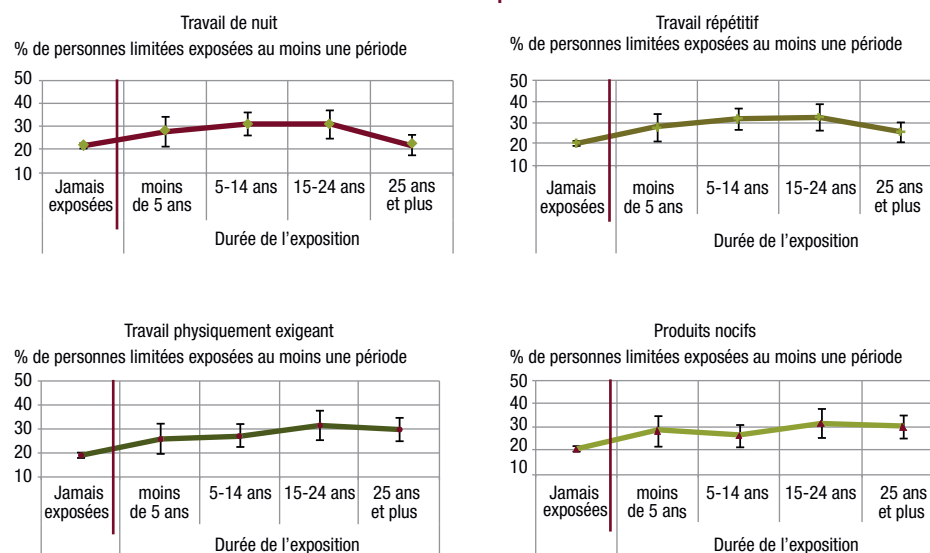 Travail de nuit
% de personnes limitées exposées au moins une période
50
40
30
20
10
Jamais exposées
moins de 5 ans
5-14 ans
15-24 ans
25 ans et plus
Durée de l'exposition
Travail répétitif
% de personnes limitées exposées au moins une période
50
40
30
20
10
Jamais exposées
moins de 5 ans
5-14 ans
15-24 ans
25 ans et plus
Durée de l'exposition
Travail physiquement exigeant
% de personnes limitées exposées au moins une période
50
40
30
20
10
Jamais exposées
moins de 5 ans
5-14 ans
15-24 ans
25 ans et plus
Durée de l'exposition
Produits nocifs
% de personnes limitées exposées au moins une période
50
40
30
20
10
Jamais exposées
moins de 5 ans
5-14 ans
15-24 ans
25 ans et plus
Durée de l'exposition